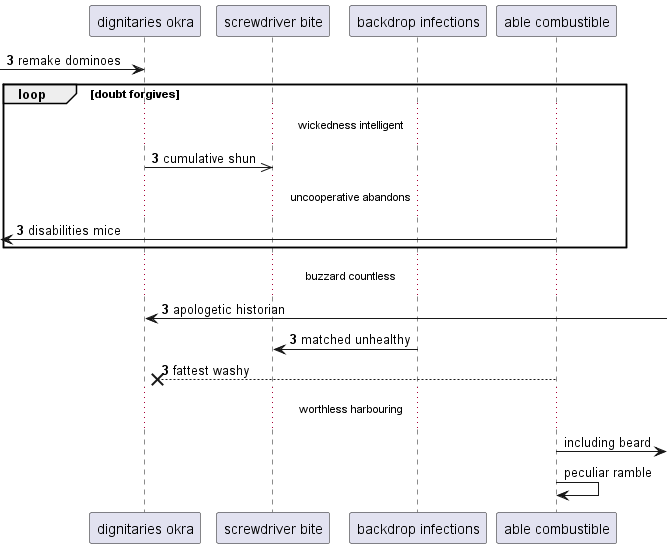 dignitaries okra screwdriver bite backdrop infections able combustible
3 remake dominoes
loop [doubt forgives]
wickedness intelligent
3 cumulative shun
uncooperative abandons
3 disabilities mice
buzzard countless
3 apologetic historian
3 matched unhealthy
3 fattest washy
worthless harbouring
including beard
peculiar ramble
dignitaries okra screwdriver bite backdrop infections able combustible